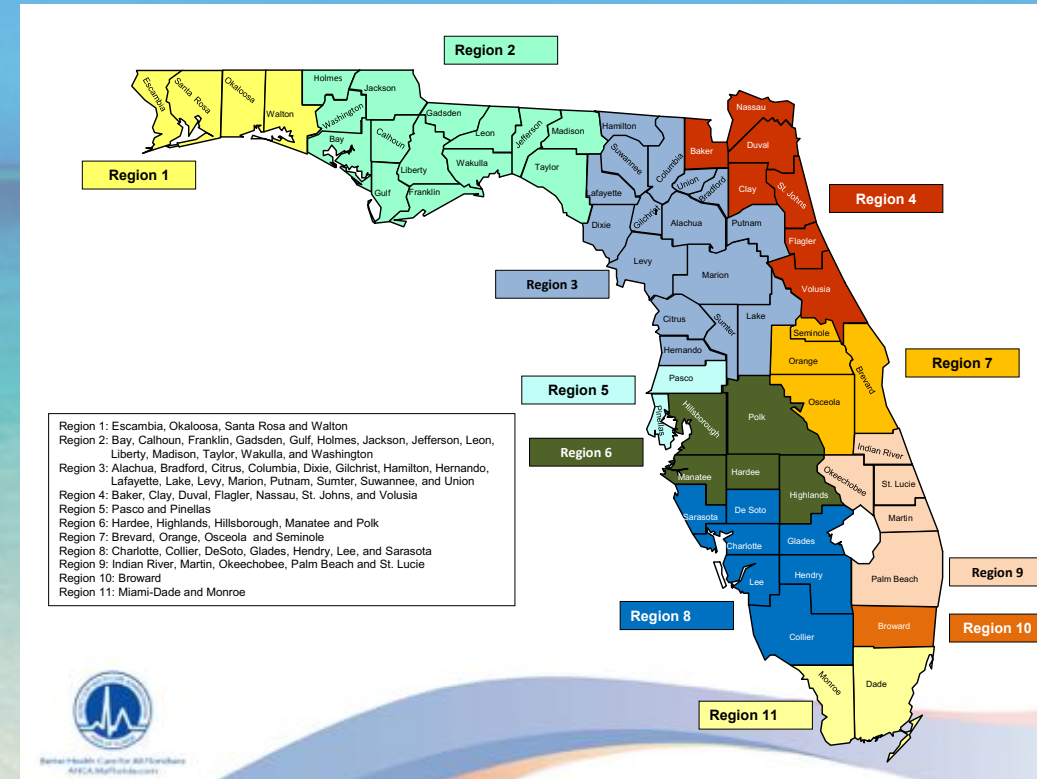 Region 2
Holmes
Jackson
Escambia
Santa Rosa
Okaloosa
Walton
Washington
Gadsden
Bay
Calhoun
Leon
Jefferson
Madison
Hamilton
Nassau
Liberty
Wakulla
Taylor
Suwannee
Columbia
Baker
Duval
Region 1
Gulf
Franklin
Lafayette
Union
Bradford
Clay
St. Johns
Region 4
Dixie
Gilchrist
Alachua
Putnam
Flagler
Levy
Marion
Region 3
Volusia
Citrus
Sumter
Lake
Seminole
Hernando
Orange
Brevard
Region 7
Pasco
Region 5
Pinellas
Hillsborough
Polk
Osceola
Region 6
Indian River
Manatee
Hardee
Highlands
Okeechobee
St. Lucie
Sarasota
De Soto
Martin
Charlotte
Glades
Lee
Hendry
Palm Beach
Region 9
Region 8
Collier
Broward
Region 10
Monroe
Dade
Region 11
Region 1: Escambia, Okaloosa, Santa Rosa and Walton
Region 2: Bay, Calhoun, Franklin, Gadsden, Gulf, Holmes, Jackson, Jefferson, Leon,
Liberty, Madison, Taylor, Wakulla, and Washington
Region 3: Alachua, Bradford, Citrus, Columbia, Dixie, Gilchrist, Hamilton, Hernando,
Lafayette, Lake, Levy, Marion, Putnam, Sumter, Suwannee, and Union
Region 4: Baker, Clay, Duval, Flagler, Nassau, St. Johns, and Volusia
Region 5: Pasco and Pinellas
Region 6: Hardee, Highlands, Hillsborough, Manatee and Polk
Region 7: Brevard, Orange, Osceola and Seminole
Region 8: Charlotte, Collier, DeSoto, Glades, Hendry, Lee, and Sarasota
Region 9: Indian River, Martin, Okeechobee, Palm Beach and St. Lucie
Region 10: Broward
Region 11: Miami-Dade and Monroe
Better Health Care for All Floridians
AHCA.MyFlorida.com